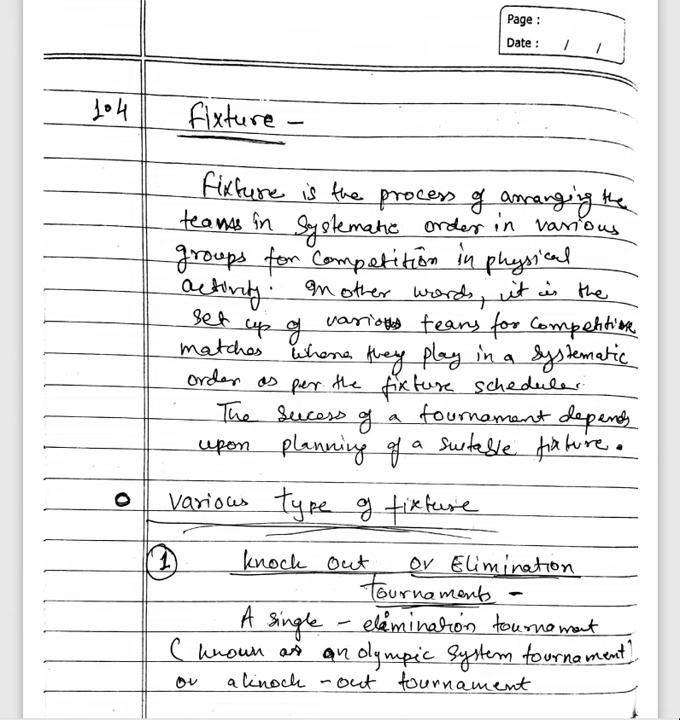 Page :
Date : / /
1.4 Fixture -
Fixture is the process of arranging the
teams in systematic order in various
groups for competition in physical
activity. In other words, it is the
set up of various teams for competitive
matches where they play in a systematic
order as per the fixture schedule.
The sucess of a tournament depends
upon planning of a suitable fixture.
Various type of fixture
1 Knock out or Elimination
Tournaments -
A single - elimination tournament
( known as an olympic system tournament)
or a knock - out tournament